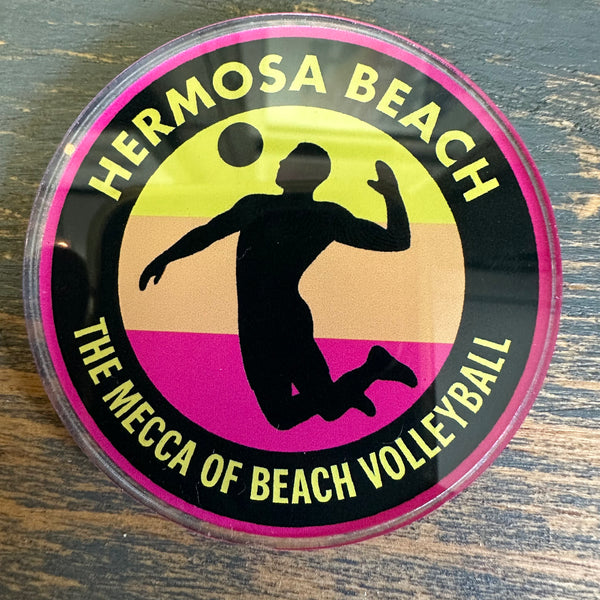 HERMOSA BEACH
THE MECCA OF BEACH VOLLEYBALL